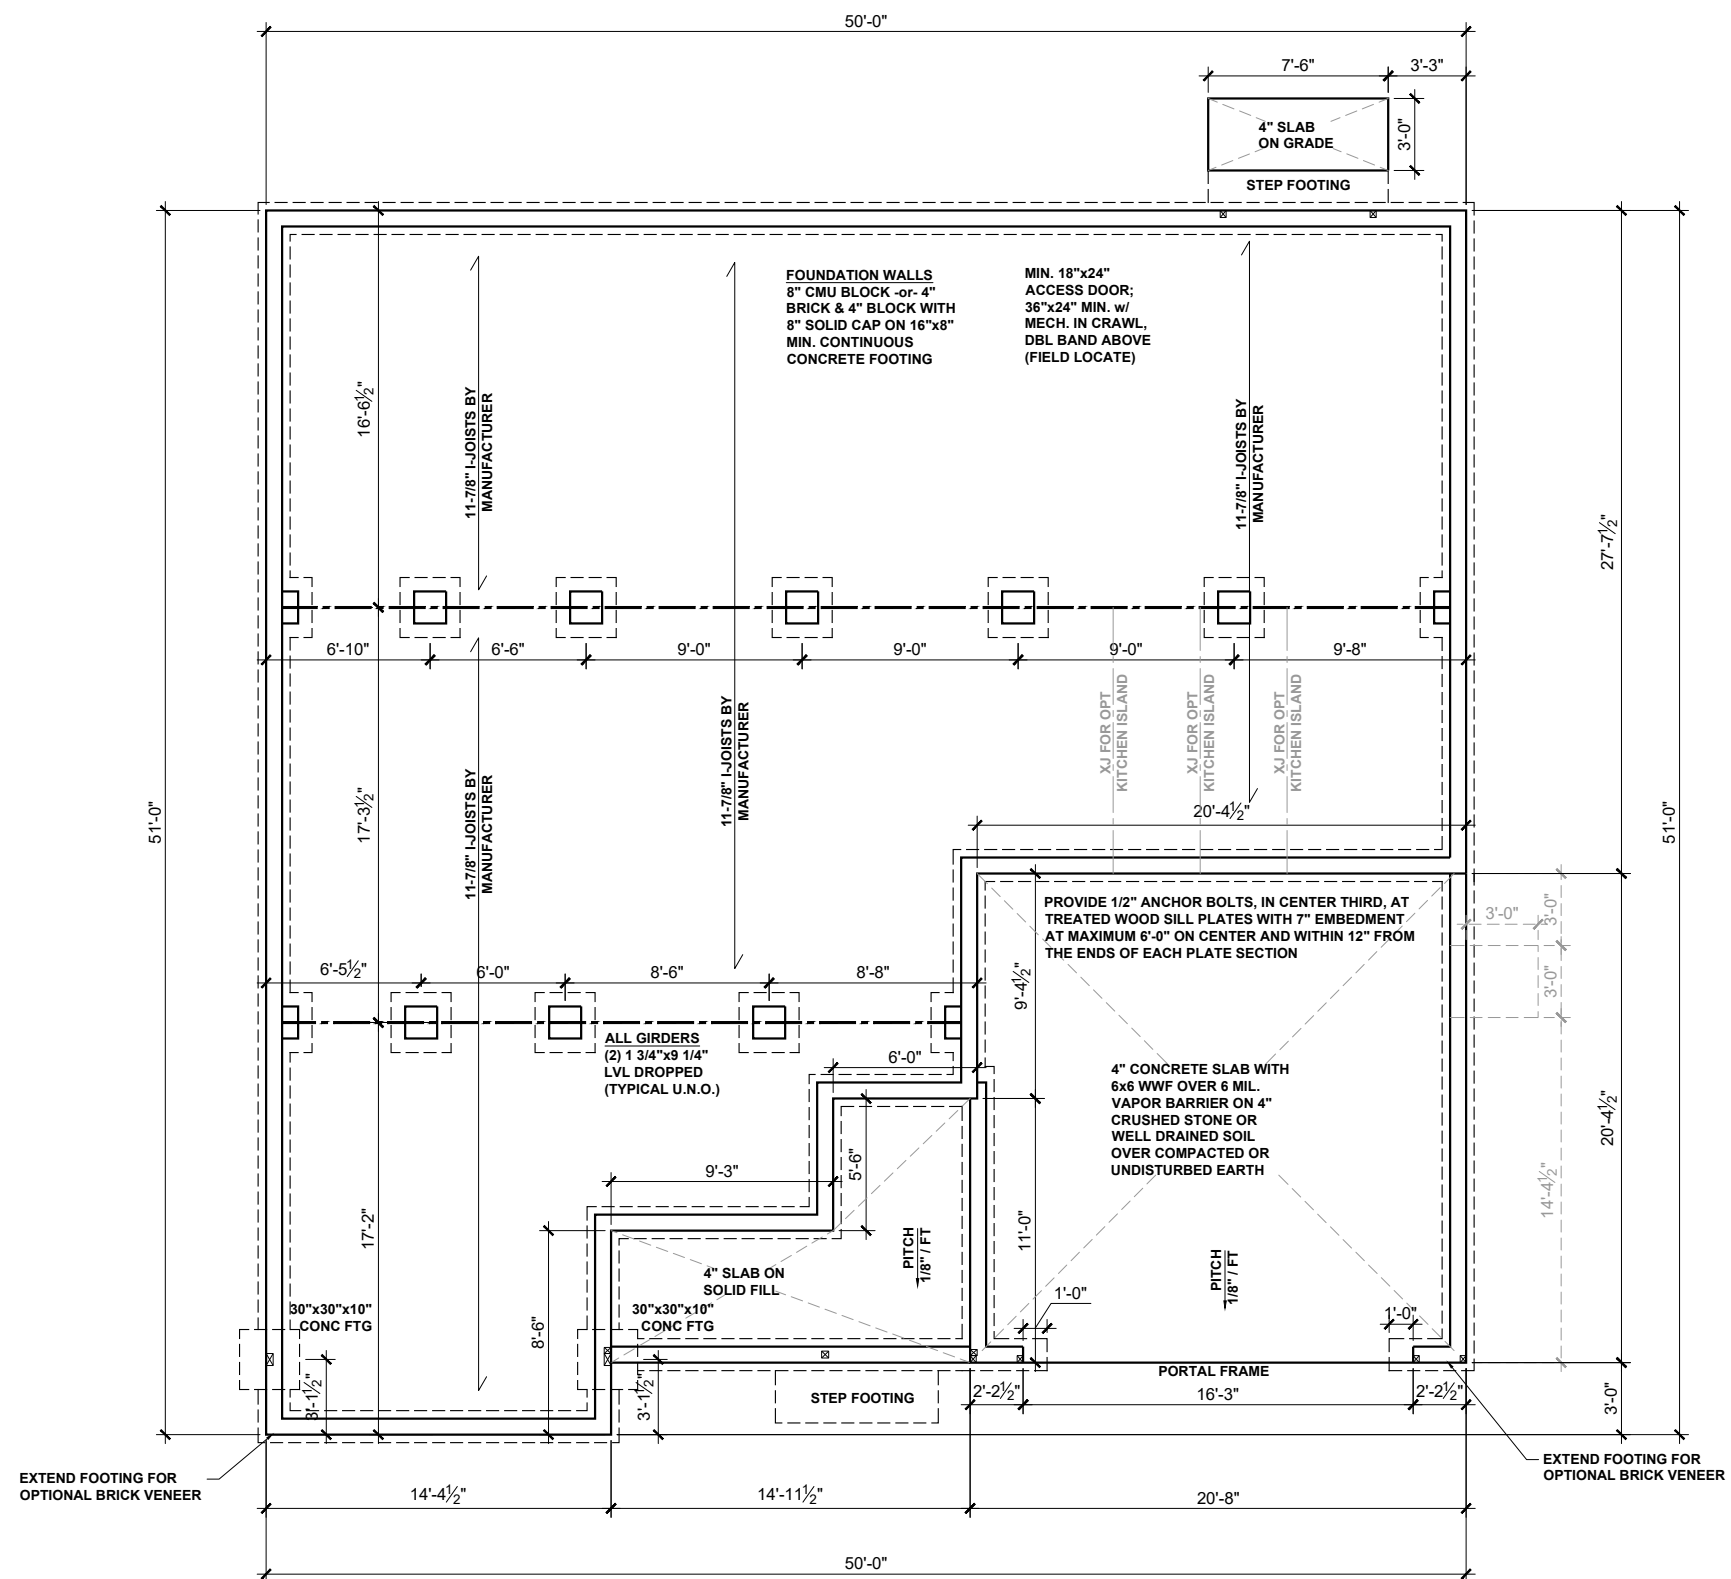 50'-0"
7'-6"
3'-3"
4" SLAB
ON GRADE
3'-0"
STEP FOOTING
FOUNDATION WALLS
8" CMU BLOCK -or- 4"
BRICK & 4" BLOCK WITH
8" SOLID CAP ON 16"x8"
MIN. CONTINUOUS
CONCRETE FOOTING
MIN. 18"x24"
ACCESS DOOR;
36"x24" MIN. w/
MECH. IN CRAWL,
DBL BAND ABOVE
(FIELD LOCATE)
16'-6½"
11-7/8" I-JOISTS BY
MANUFACTURER
11-7/8" I-JOISTS BY
MANUFACTURER
27'-7½"
6'-10"
6'-6"
9'-0"
9'-0"
9'-0"
9'-8"
XJ FOR OPT
KITCHEN ISLAND
XJ FOR OPT
KITCHEN ISLAND
XJ FOR OPT
KITCHEN ISLAND
11-7/8" I-JOISTS BY
MANUFACTURER
11-7/8" I-JOISTS BY
MANUFACTURER
51'-0"
17'-3½"
20'-4½"
51'-0"
PROVIDE 1/2" ANCHOR BOLTS, IN CENTER THIRD, AT
TREATED WOOD SILL PLATES WITH 7" EMBEDMENT
AT MAXIMUM 6'-0" ON CENTER AND WITHIN 12" FROM
THE ENDS OF EACH PLATE SECTION
3'-0"
3'-0"
3'-0"
6'-5½"
6'-0"
8'-6"
8'-8"
9'-4½"
ALL GIRDERS
(2) 1 3/4"x9 1/4"
LVL DROPPED
(TYPICAL U.N.O.)
6'-0"
4" CONCRETE SLAB WITH
6x6 WWF OVER 6 MIL.
VAPOR BARRIER ON 4"
CRUSHED STONE OR
WELL DRAINED SOIL
OVER COMPACTED OR
UNDISTURBED EARTH
20'-4½"
14'-4½"
9'-3"
5'-6"
17'-2"
11'-0"
PITCH
1/8" / FT
PITCH
1/8" / FT
4" SLAB ON
SOLID FILL
30"x30"x10"
CONC FTG
30"x30"x10"
CONC FTG
8'-6"
1'-0"
1'-0"
PORTAL FRAME
3'-1½"
3'-1½"
STEP FOOTING
2'-2½"
16'-3"
2'-2½"
3'-0"
EXTEND FOOTING FOR
OPTIONAL BRICK VENEER
EXTEND FOOTING FOR
OPTIONAL BRICK VENEER
14'-4½"
14'-11½"
20'-8"
50'-0"